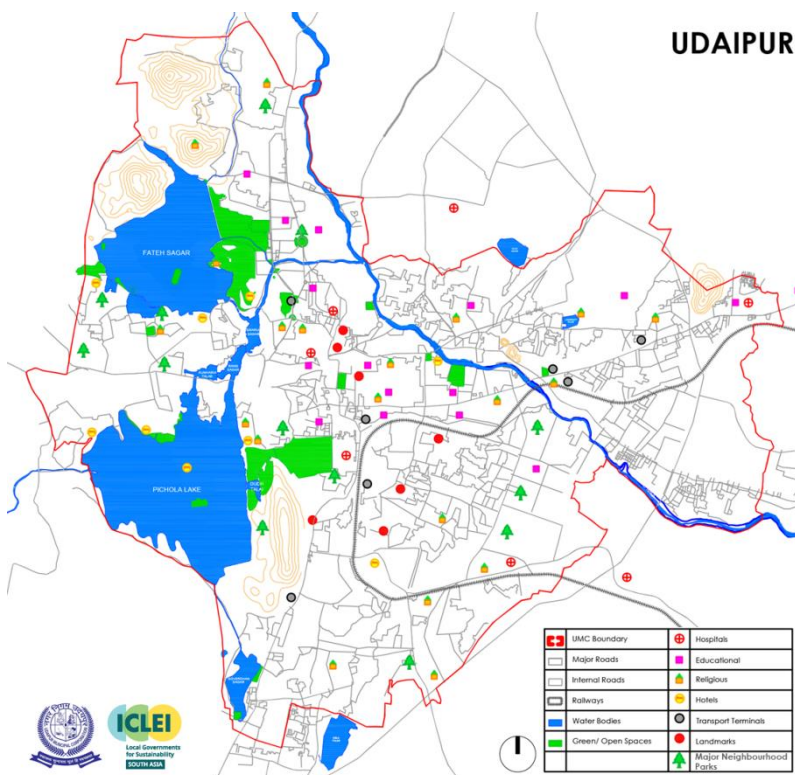 UDAIPUR
FATEH SAGAR
PICHOLA LAKE
UMC Boundary
Hospitals
Major Roads
Educational
Internal Roads
Religious
Railways
Hotels
Water Bodies
Transport Terminals
Green/ Open Spaces
Landmarks
Major Neighbourhood
Parks
ICLEI
Local Governments
for Sustainability
SOUTH ASIA